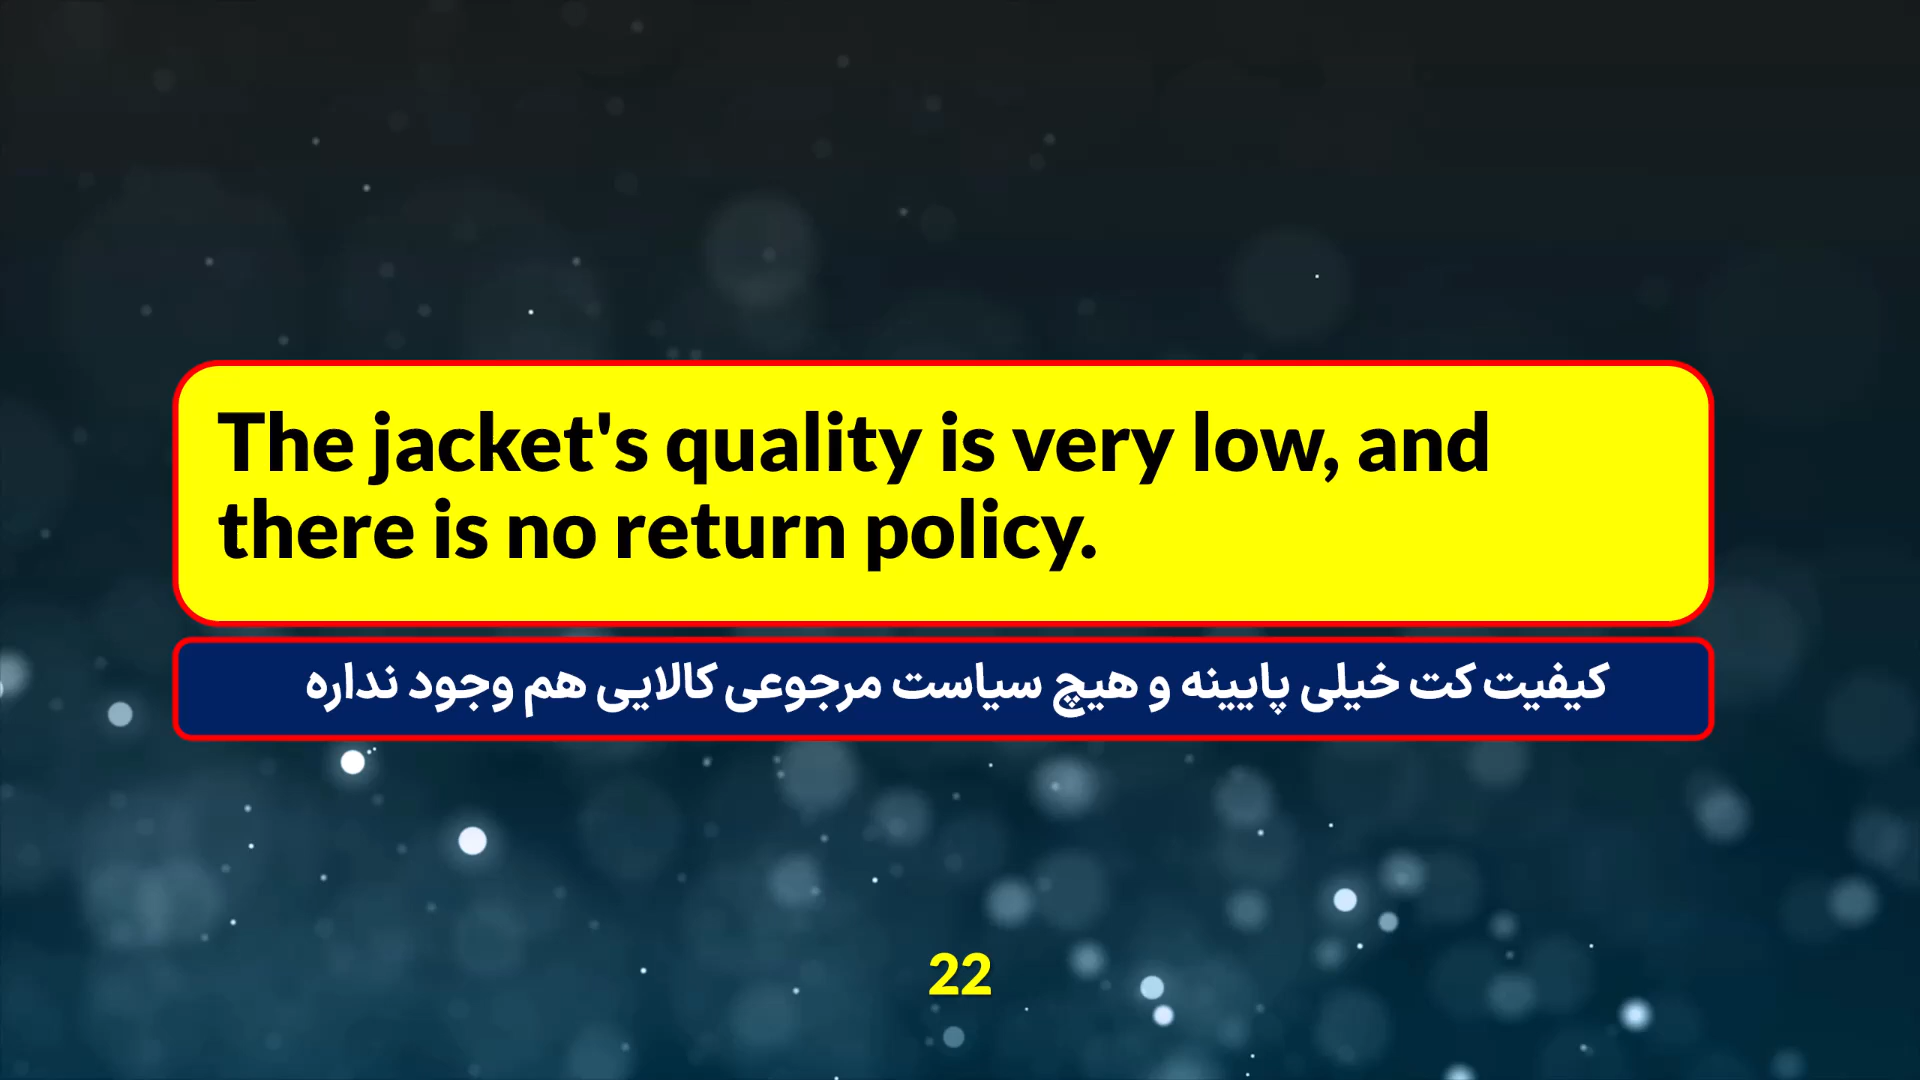 The jacket's quality is very low, and
there is no return policy.
کیفیت کت خیلی پایینه و هیچ سیاست مرجوعی کالایی هم وجود نداره
22